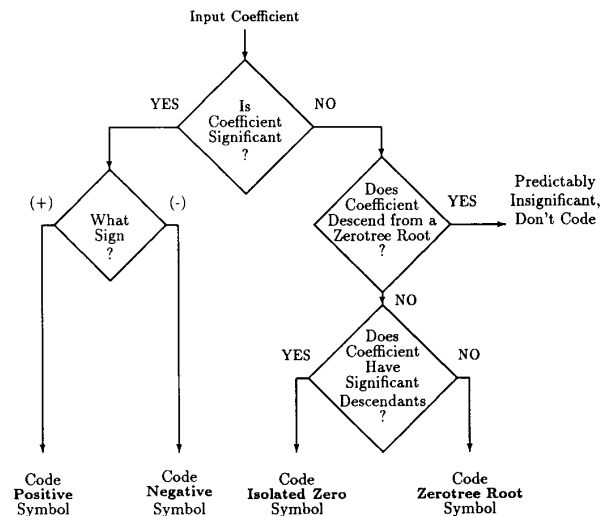 Input Coefficient
YES
Is
Coefficient
Significant
?
NO
(+)
What
Sign
?
(-)
Does
Coefficient
Descend from a
Zerotree Root
?
YES
Predictably
Insignificant,
Don't Code
NO
YES
Does
Coefficient
Have
Significant
Descendants
?
NO
Code
Positive
Symbol
Code
Negative
Symbol
Code
Isolated Zero
Symbol
Code
Zerotree Root
Symbol